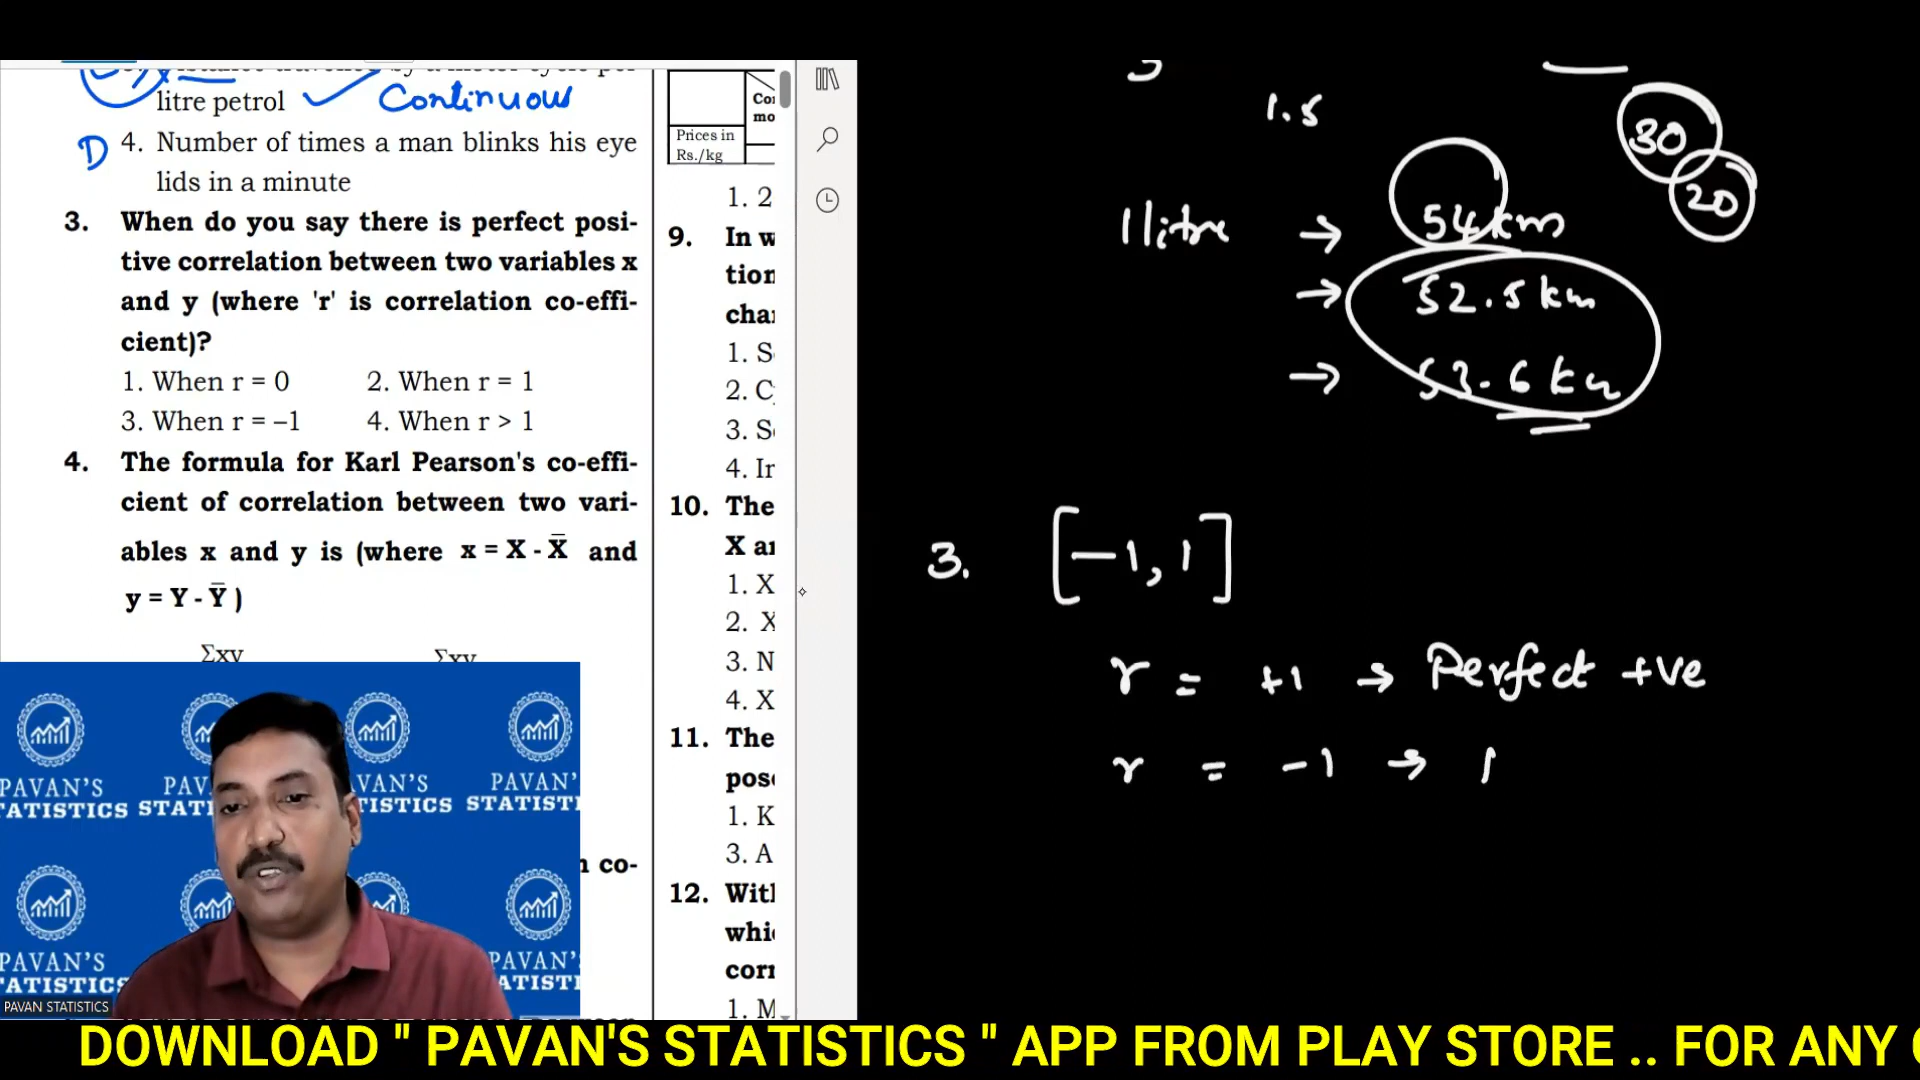 litre petrol
Continuous
D
4. Number of times a man blinks his eye
lids in a minute
3. When do you say there is perfect posi-
tive correlation between two variables x
and y (where 'r' is correlation co-effi-
cient)?
1. When r = 0 2. When r = 1
3. When r = –1 4. When r > 1
4. The formula for Karl Pearson's co-effi-
cient of correlation between two vari-
ables x and y is (where x = X - X̄ and
y = Y - Ȳ )
Σxy Σxy
co-
Prices in
Rs./kg
1. 2
9. In w
tion
1. S
2. C
4. Ir
10. The
1. X
2. X
3. N
4. X
11. The
pos
1. K
3. A
12. Wit
whi
1. M
1.5
30
20
1 litre → 54 km
→ 52.5 km
→ 53.6 km
3. [-1, 1]
r = +1 → Perfect +ve
r = -1 →
PAVAN'S
STATISTICS
PAVAN STATISTICS
DOWNLOAD " PAVAN'S STATISTICS " APP FROM PLAY STORE .. FOR ANY